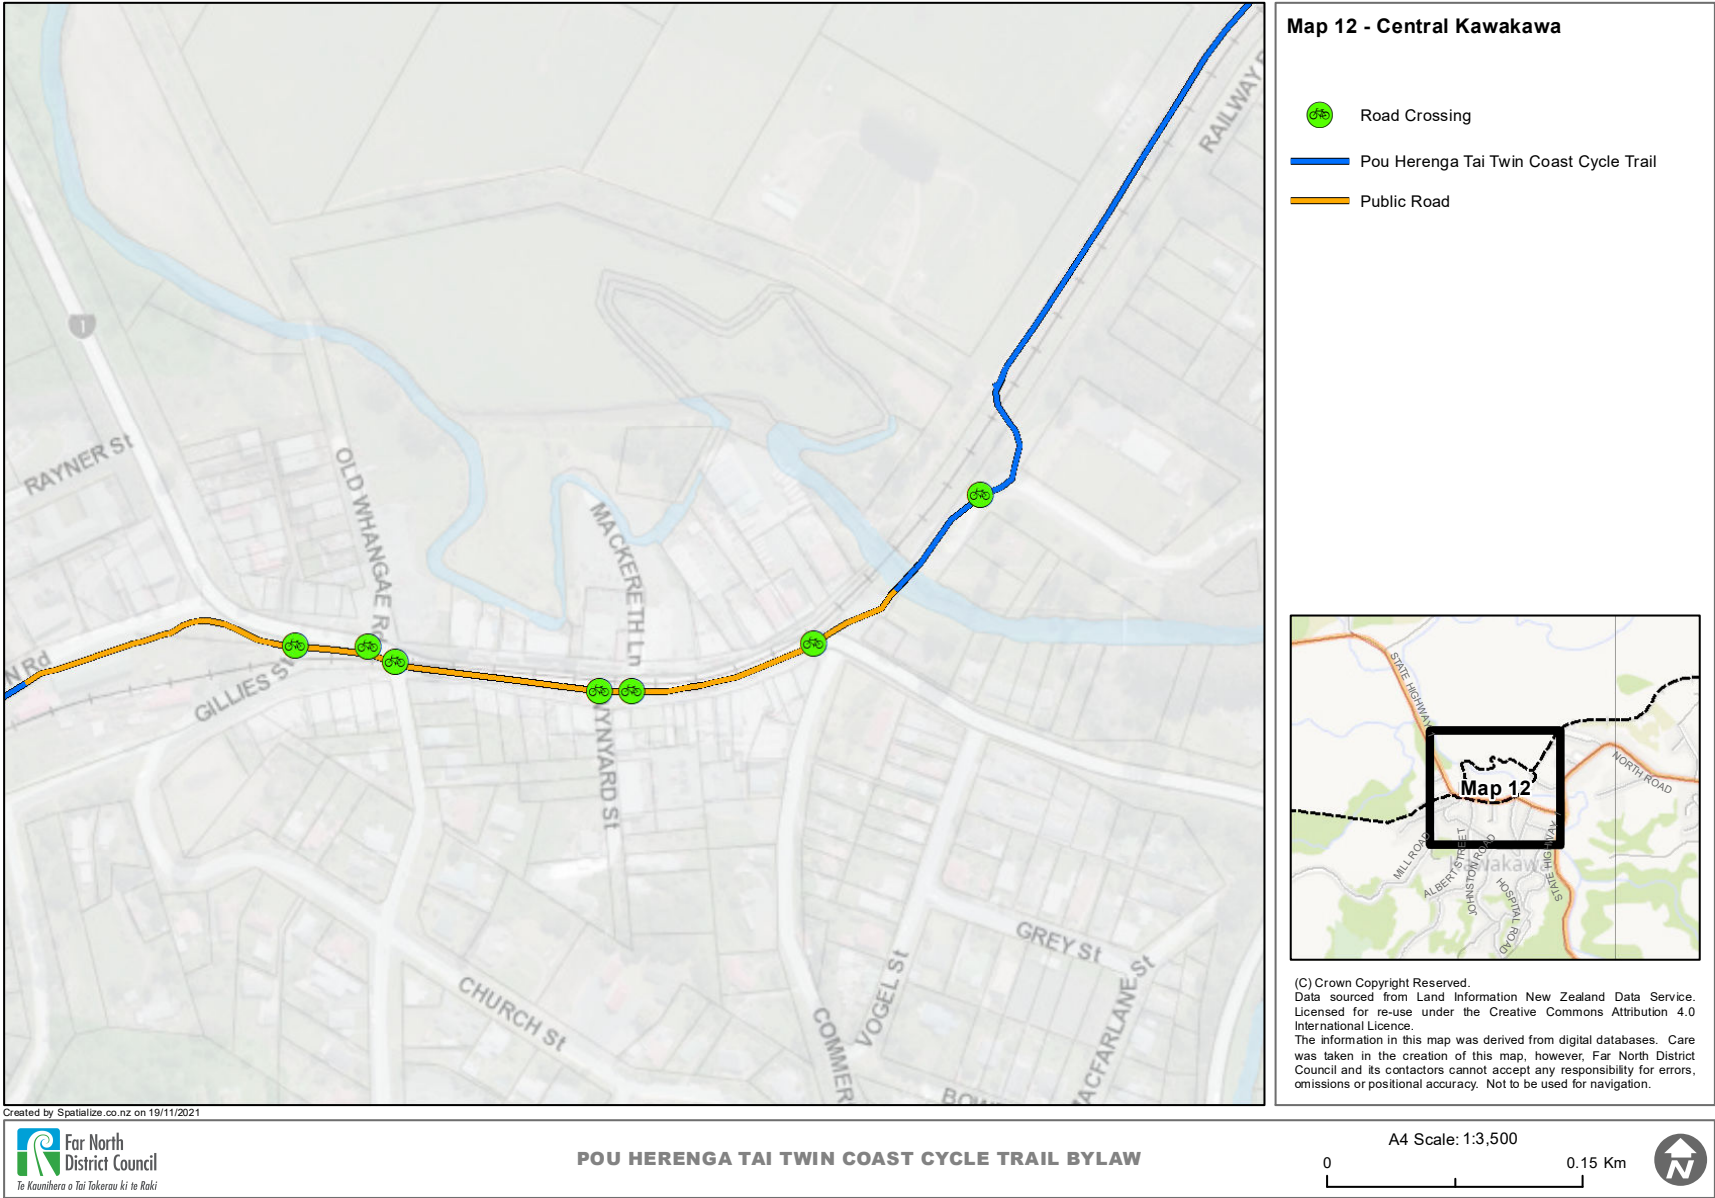 Map 12 - Central Kawakawa
Road Crossing
Pou Herenga Tai Twin Coast Cycle Trail
Public Road
1
RAYNER St
OLD WHANGAE Rd
MACKERETH Ln
RAILWAY
N Rd
GILLIES St
WYNYARD St
CHURCH St
GREY St
VOGEL St
MACFARLANE St
COMMER
BOW
STATE HIGHWAY
NORTH ROAD
Map 12
MILL ROAD
ALBERT STREET
JOHNSTON ROAD
HOSPITAL ROAD
STATE HIGHWAY
Kawakawa
(C) Crown Copyright Reserved.
Data sourced from Land Information New Zealand Data Service.
Licensed for re-use under the Creative Commons Attribution 4.0
International Licence.
The information in this map was derived from digital databases. Care
was taken in the creation of this map, however, Far North District
Council and its contactors cannot accept any responsibility for errors,
omissions or positional accuracy. Not to be used for navigation.
Created by Spatialize.co.nz on 19/11/2021
Far North
District Council
Te Kaunihera o Tai Tokerau ki te Raki
POU HERENGA TAI TWIN COAST CYCLE TRAIL BYLAW
A4 Scale: 1:3,500
0 0.15 Km
N